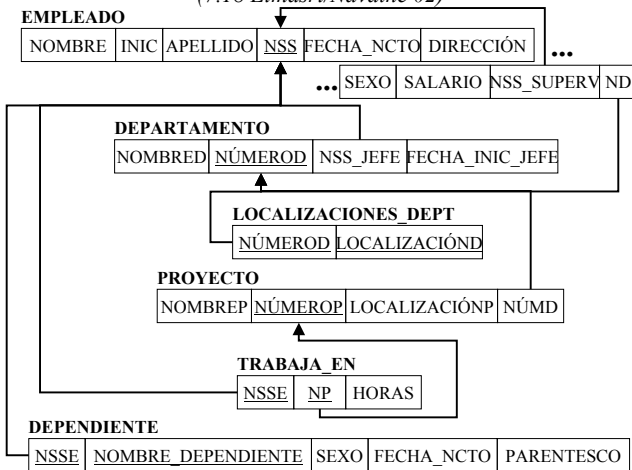 (7.18 Elmasri/Navathe 02)
EMPLEADO
NOMBRE INIC APELLIDO NSS FECHA_NCTO DIRECCIÓN ...
... SEXO SALARIO NSS_SUPERV ND
DEPARTAMENTO
NOMBRED NÚMEROD NSS_JEFE FECHA_INIC_JEFE
LOCALIZACIONES_DEPT
NÚMEROD LOCALIZACIÓND
PROYECTO
NOMBREP NÚMEROP LOCALIZACIÓNP NÚMD
TRABAJA_EN
NSSE NP HORAS
DEPENDIENTE
NSSE NOMBRE_DEPENDIENTE SEXO FECHA_NCTO PARENTESCO